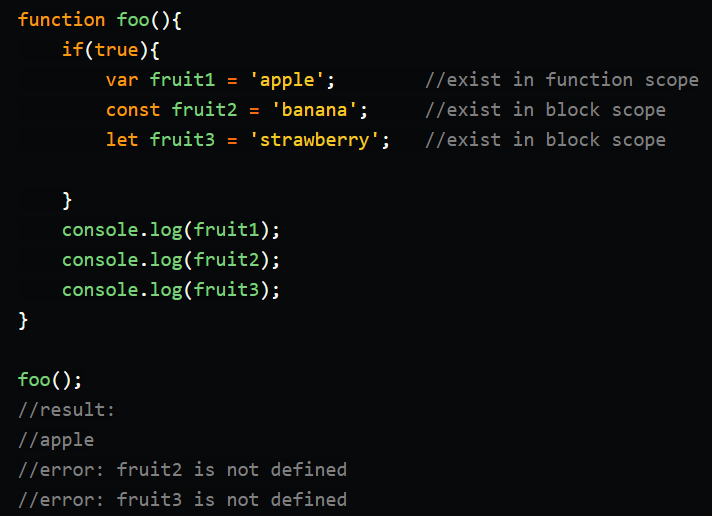 function foo(){
    if(true){
        var fruit1 = 'apple';        //exist in function scope
        const fruit2 = 'banana';     //exist in block scope
        let fruit3 = 'strawberry';   //exist in block scope

    }
    console.log(fruit1);
    console.log(fruit2);
    console.log(fruit3);
}

foo();
//result:
//apple
//error: fruit2 is not defined
//error: fruit3 is not defined